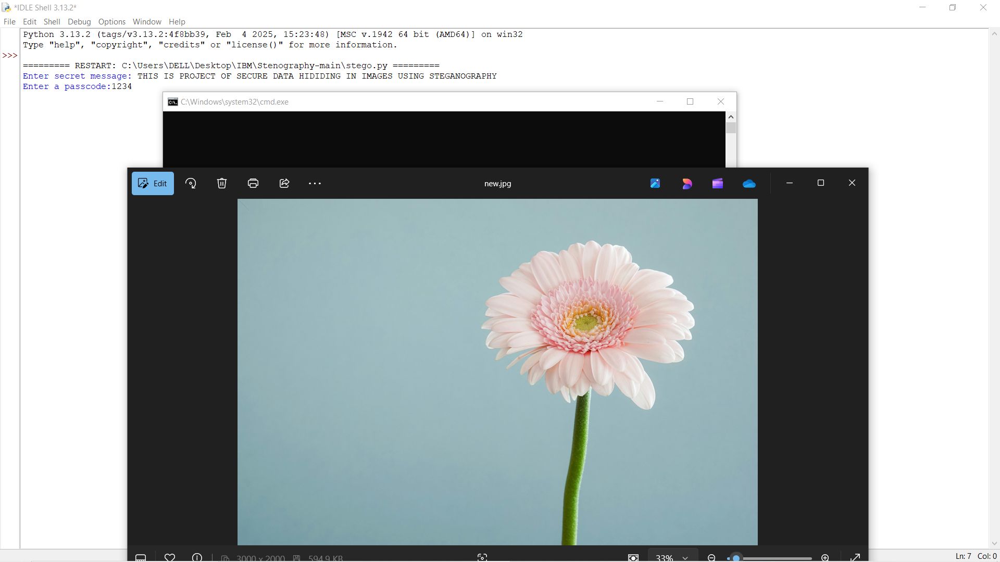 *IDLE Shell 3.13.2*
File Edit Shell Debug Options Window Help
Python 3.13.2 (tags/v3.13.2:4f8bb39, Feb  4 2025, 15:23:48) [MSC v.1942 64 bit (AMD64)] on win32
Type "help", "copyright", "credits" or "license()" for more information.
>>>
========= RESTART: C:\Users\DELL\Desktop\IBM\Stenography-main\stego.py =========
Enter secret message: THIS IS PROJECT OF SECURE DATA HIDIDING IN IMAGES USING STEGANOGRAPHY
Enter a passcode:1234
C:\Windows\system32\cmd.exe
Edit
new.jpg
3000 x 2000 594.9 KB 33%
Ln: 7 Col: 0